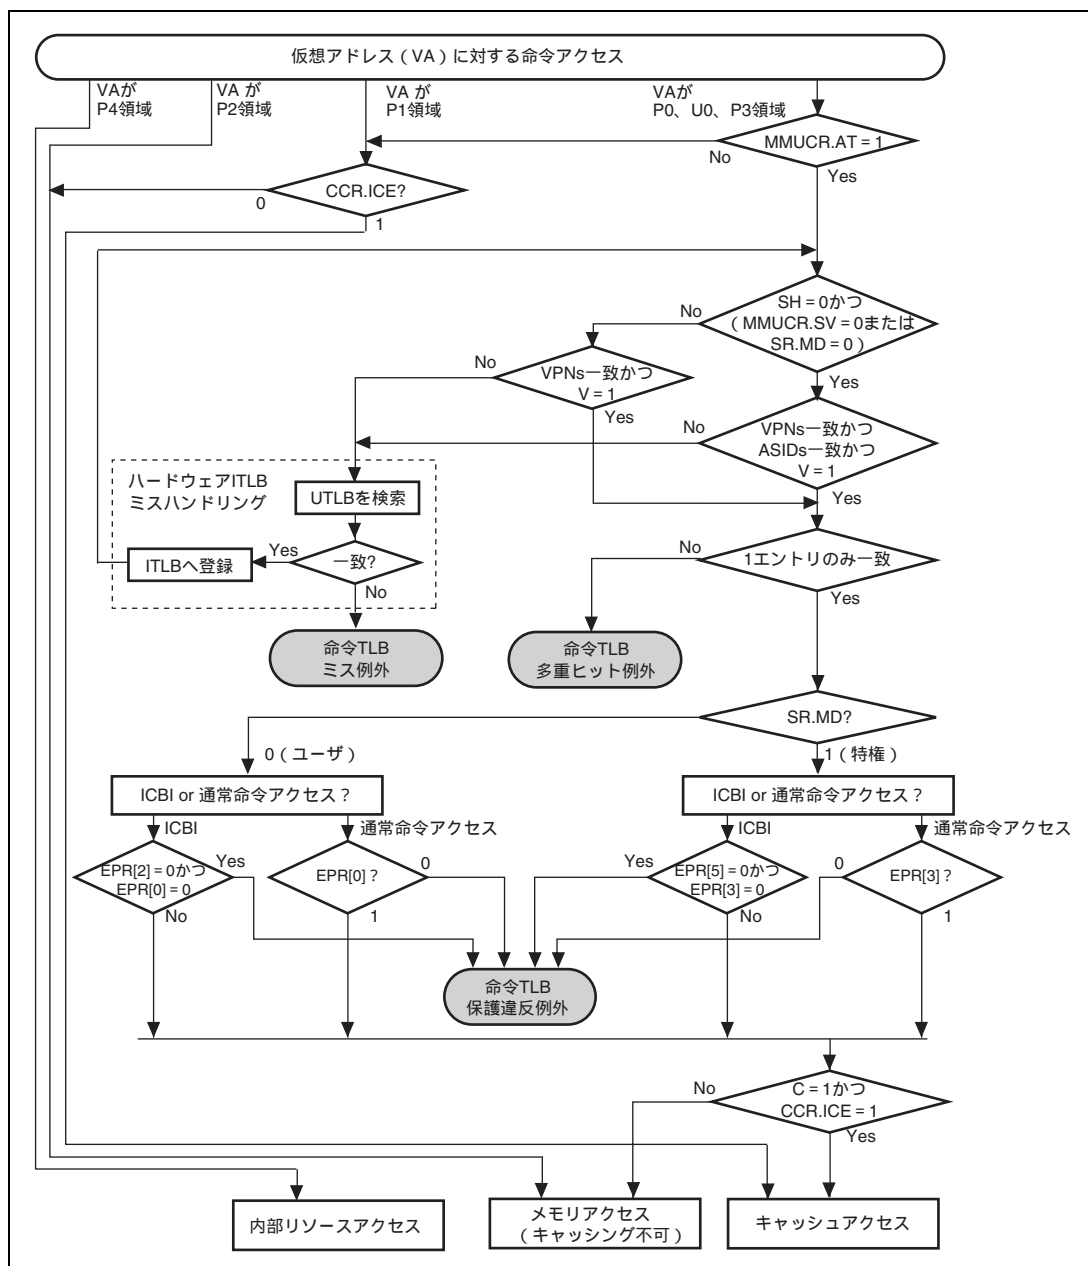 仮想アドレス（VA）に対する命令アクセス
VAが
P4領域
VA が
P2領域
VA が
P1領域
VAが
P0、U0、P3領域
MMUCR.AT = 1
No
Yes
CCR.ICE?
0
1
SH = 0かつ
（MMUCR.SV = 0または
SR.MD = 0）
No
Yes
VPNs一致かつ
V = 1
No
Yes
VPNs一致かつ
ASIDs一致かつ
V = 1
No
Yes
ハードウェアITLB
ミスハンドリング
UTLBを検索
一致?
Yes
No
ITLBへ登録
1エントリのみ一致
No
Yes
命令TLB
ミス例外
命令TLB
多重ヒット例外
SR.MD?
0（ユーザ）
1（特権）
ICBI or 通常命令アクセス？
ICBI or 通常命令アクセス？
ICBI
通常命令アクセス
ICBI
通常命令アクセス
EPR[2] = 0かつ
EPR[0] = 0
Yes
No
EPR[0]？
0
1
EPR[5] = 0かつ
EPR[3] = 0
Yes
No
EPR[3]？
0
1
命令TLB
保護違反例外
C = 1かつ
CCR.ICE = 1
No
Yes
内部リソースアクセス
メモリアクセス
（キャッシング不可）
キャッシュアクセス